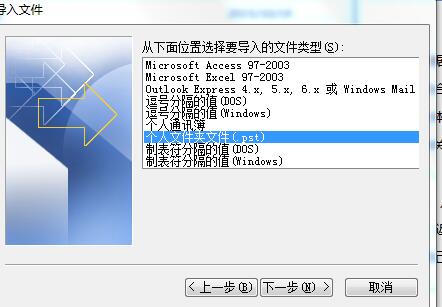 导入文件
从下面位置选择要导入的文件类型(S):
Microsoft Access 97-2003
Microsoft Excel 97-2003
Outlook Express 4.x, 5.x, 6.x 或 Windows Mail
逗号分隔的值(DOS)
逗号分隔的值(Windows)
个人通讯簿
个人文件夹文件(.pst)
制表符分隔的值(DOS)
制表符分隔的值(Windows)
< 上一步(B)
下一步(N) >
取消